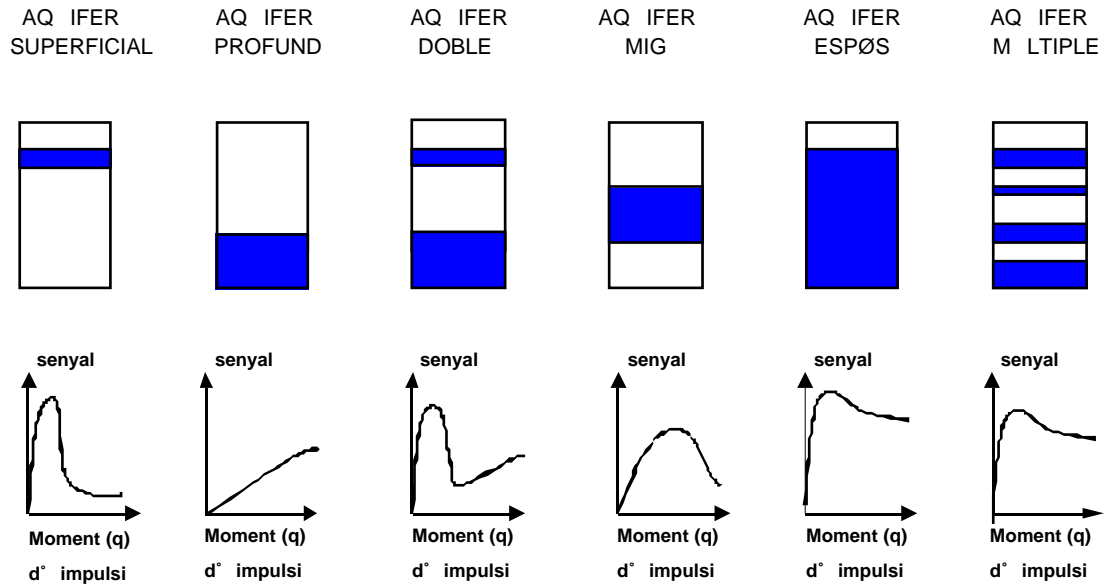 AQ IFER
SUPERFICIAL
AQ IFER
PROFUND
AQ IFER
DOBLE
AQ IFER
MIG
AQ IFER
ESPØS
AQ IFER
M LTIPLE
senyal
Moment (q)
d° impulsi
senyal
Moment (q)
d° impulsi
senyal
Moment (q)
d° impulsi
senyal
Moment (q)
d° impulsi
senyal
Moment (q)
d° impulsi
senyal
Moment (q)
d° impulsi